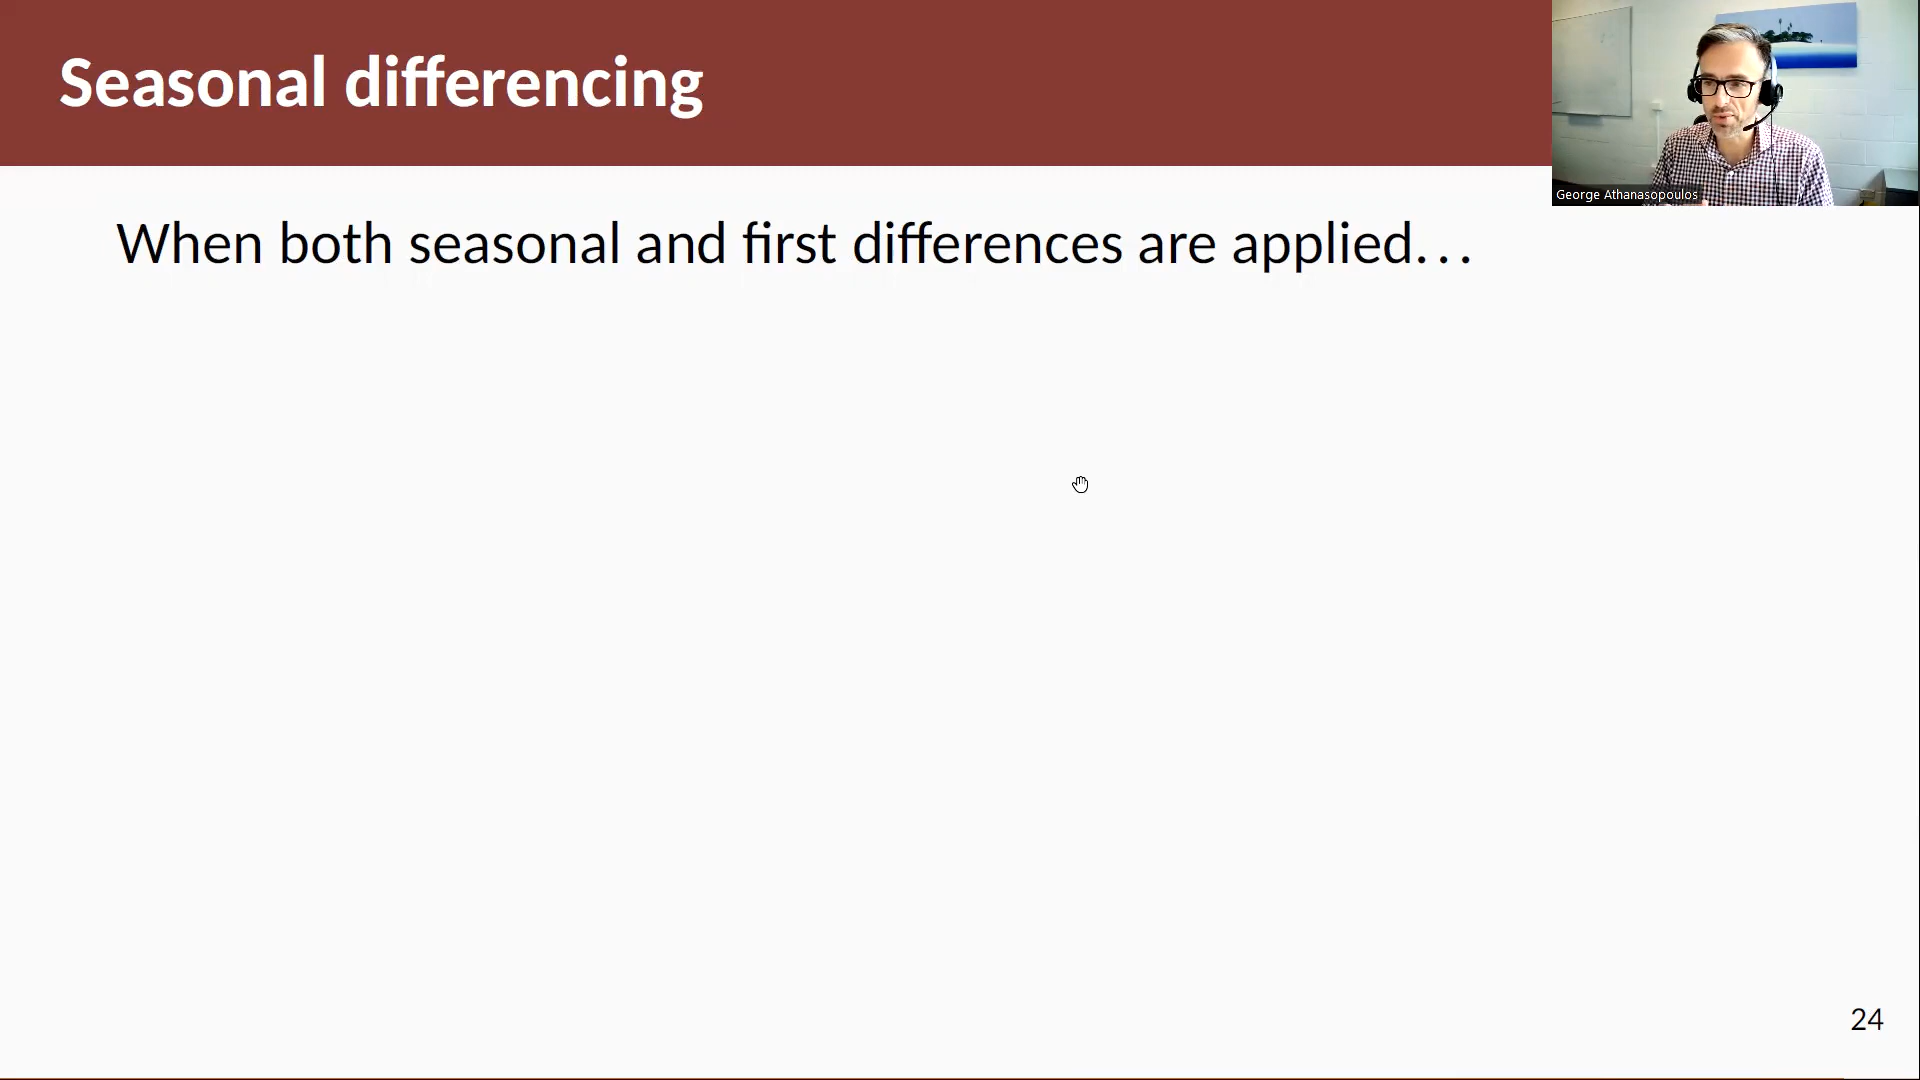 Seasonal differencing
George Athanasopoulos
When both seasonal and first differences are applied...
24